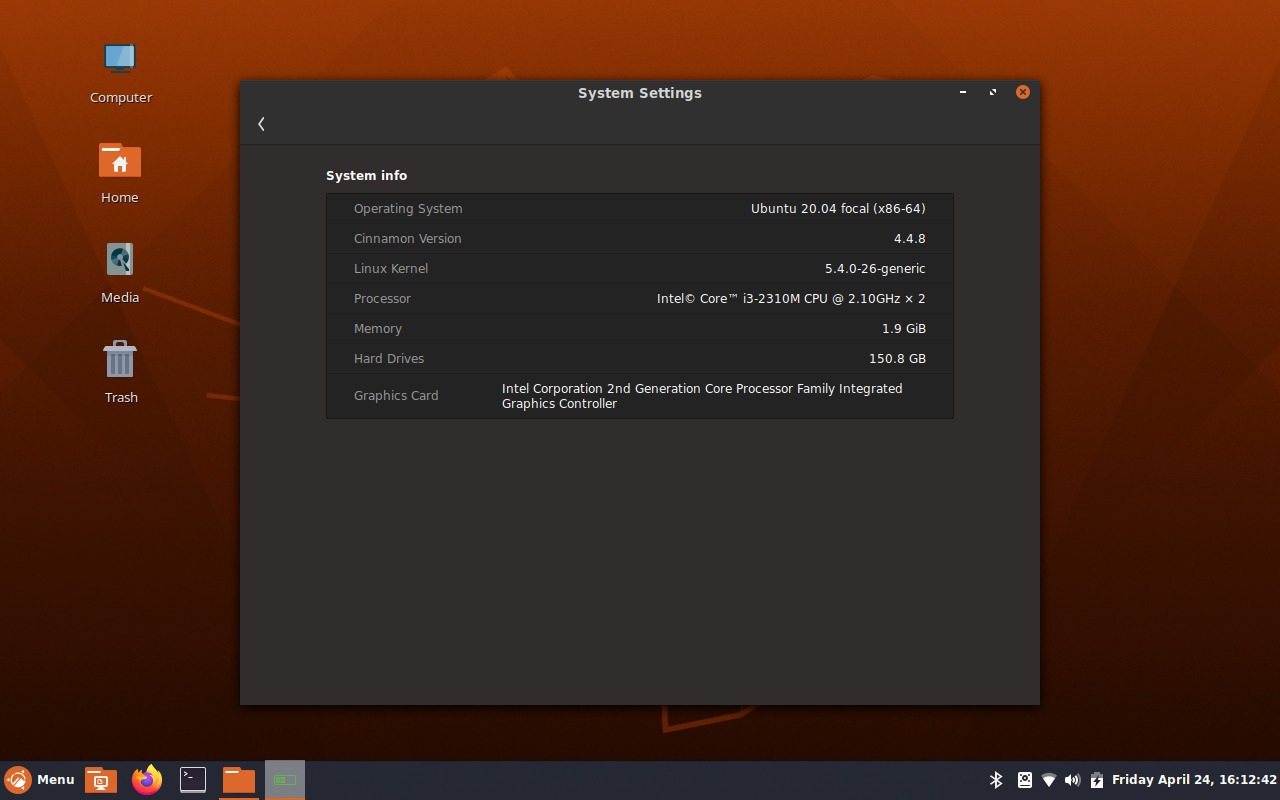 System Settings
Computer
Home
Media
Trash
System info
Operating System Ubuntu 20.04 focal (x86-64)
Cinnamon Version 4.4.8
Linux Kernel 5.4.0-26-generic
Processor Intel© Core™ i3-2310M CPU @ 2.10GHz × 2
Memory 1.9 GiB
Hard Drives 150.8 GB
Graphics Card Intel Corporation 2nd Generation Core Processor Family Integrated
Graphics Controller
Menu Friday April 24, 16:12:42